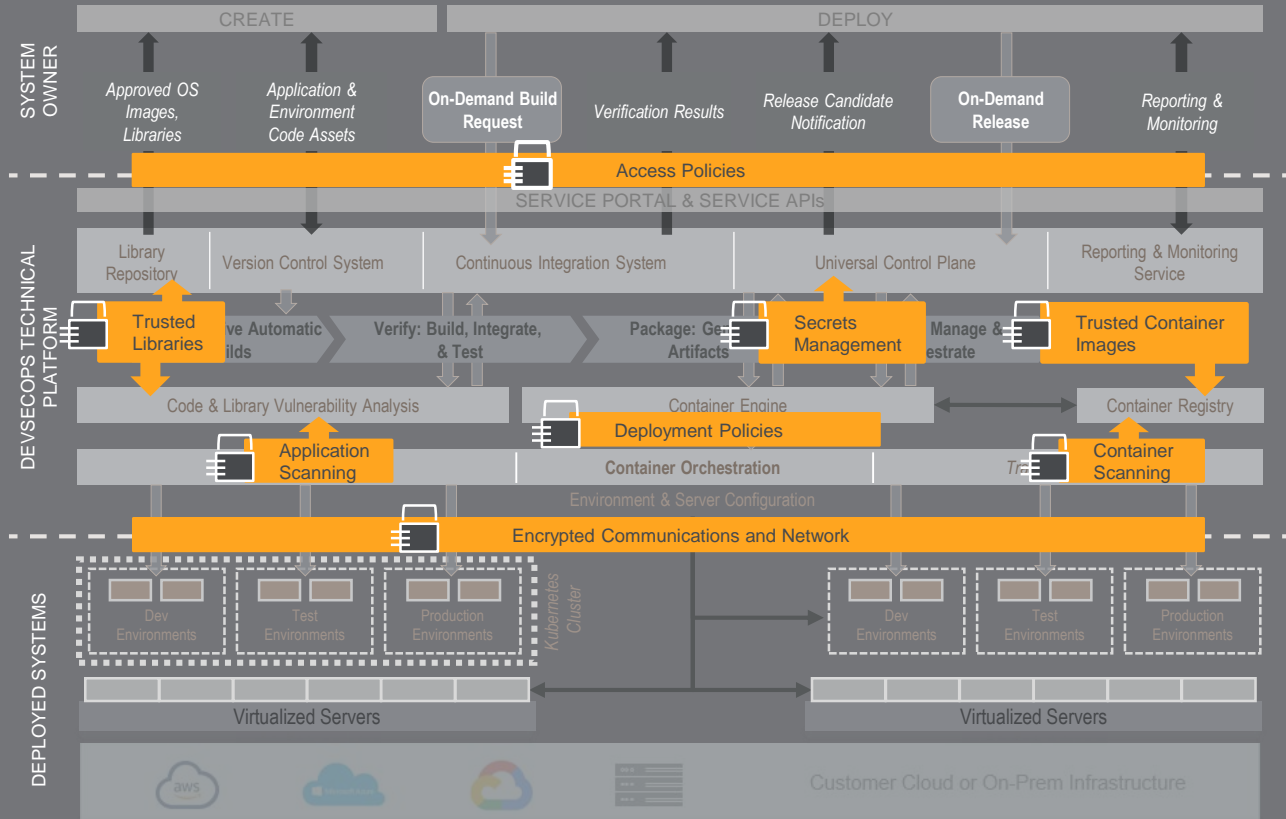 CREATE
DEPLOY
SYSTEM
OWNER
Approved OS
Images,
Libraries
Application &
Environment
Code Assets
On-Demand Build
Request
Verification Results
Release Candidate
Notification
On-Demand
Release
Reporting &
Monitoring
Access Policies
SERVICE PORTAL & SERVICE APIs
DEVSECOPS TECHNICAL
PLATFORM
Library
Repository
Version Control System
Continuous Integration System
Universal Control Plane
Reporting & Monitoring
Service
Trusted
Libraries
Automatic
Verify: Build, Integrate,
& Test
Package:
Artifacts
Secrets
Management
Manage &
Trusted Container
Images
Code & Library Vulnerability Analysis
Container Engine
Container Registry
Deployment Policies
Application
Scanning
Container Orchestration
Container
Scanning
Environment & Server Configuration
Encrypted Communications and Network
DEPLOYED SYSTEMS
Dev
Environments
Test
Environments
Production
Environments
Kubernetes
Cluster
Dev
Environments
Test
Environments
Production
Environments
Virtualized Servers
Virtualized Servers
aws
Customer Cloud or On-Prem Infrastructure